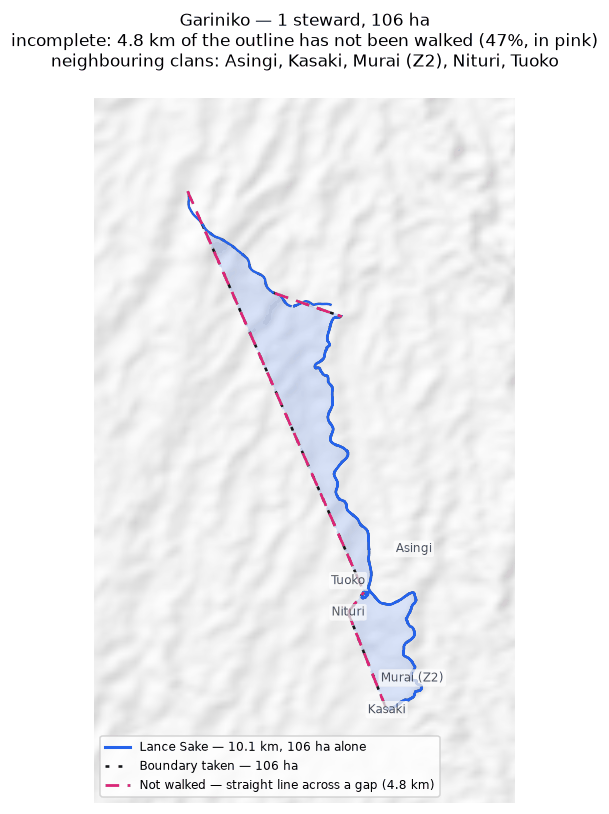 Gariniko — 1 steward, 106 ha
incomplete: 4.8 km of the outline has not been walked (47%, in pink)
neighbouring clans: Asingi, Kasaki, Murai (Z2), Nituri, Tuoko
Asingi
Tuoko
Nituri
Murai (Z2)
Kasaki
Lance Sake — 10.1 km, 106 ha alone
Boundary taken — 106 ha
Not walked — straight line across a gap (4.8 km)